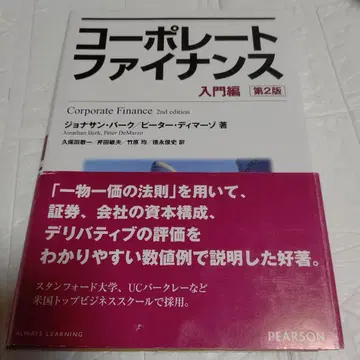 コーポレート
ファイナンス
入門編 第2版
Corporate Finance 2nd edition
ジョナサン・バーク/ピーター・ディマーゾ 著
Jonathan Berk, Peter DeMarzo
久保田敬一/芹田敏夫/竹原 均/徳永俊史 訳
「一物一価の法則」を用いて、
証券、会社の資本構成、
デリバティブの評価を
わかりやすい数値例で説明した好著。
スタンフォード大学、UCバークレーなど
米国トップビジネススクールで採用。
ALWAYS LEARNING
PEARSON